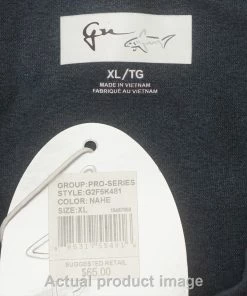 XL/TG
MADE IN VIETNAM
FABRIQUÉ AU VIETNAM
GROUP: PRO-SERIES
STYLE: G2F5K481
COLOR: NAHE
SIZE: XL
SUGGESTED RETAIL
$65.00
Actual product image